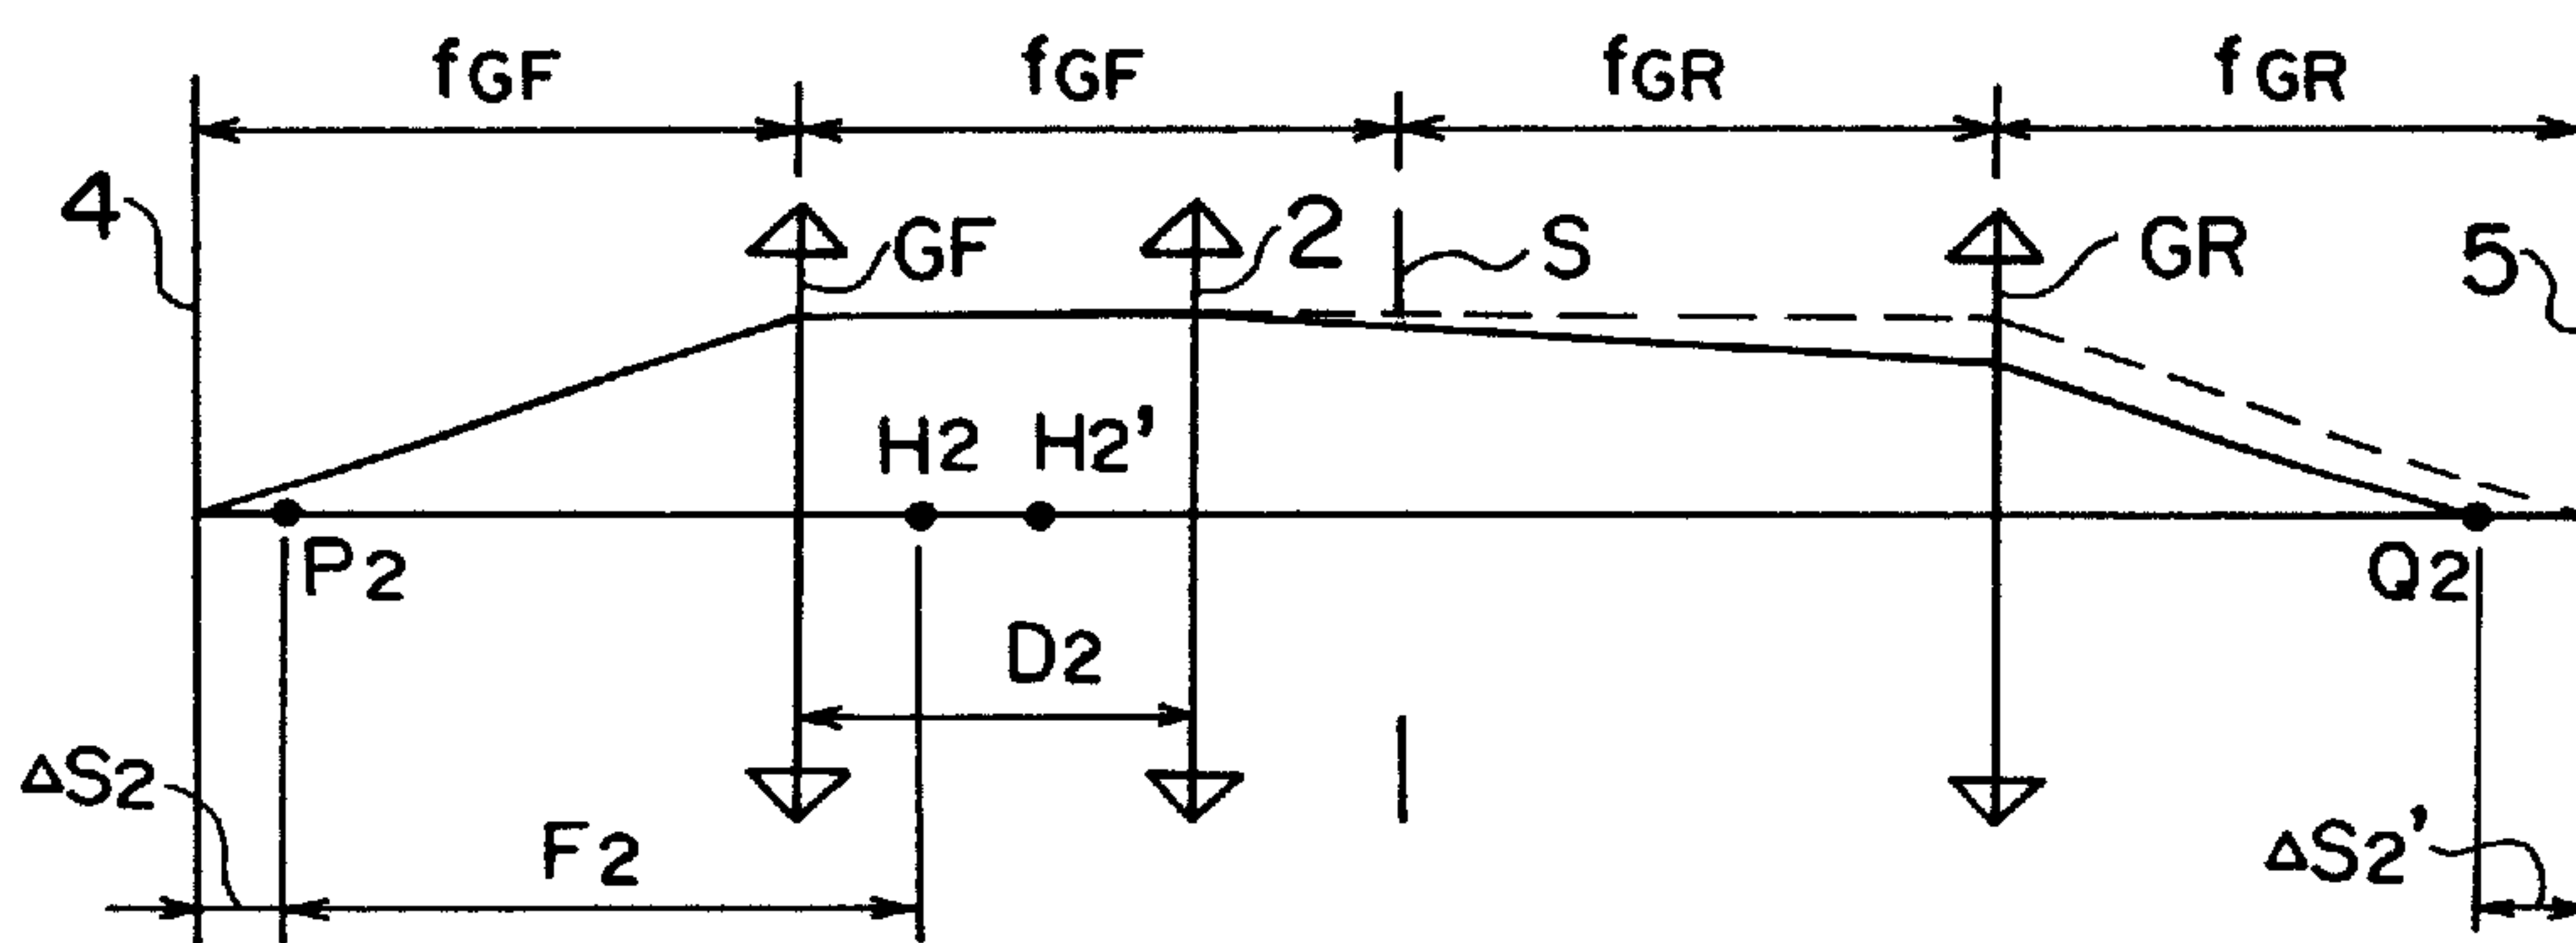 fGF fGF fGR fGR
4 GF 2 S GR 5
H2 H2'
P2 Q2
D2
ΔS2 F2 ΔS2'